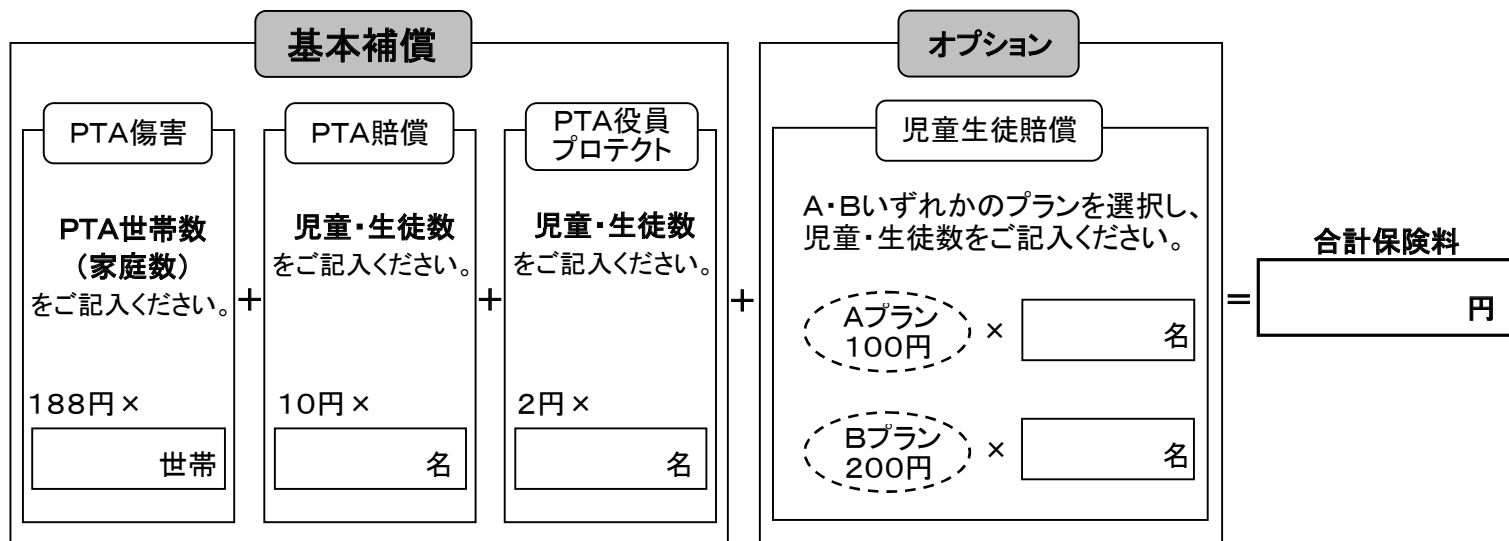 基本補償
PTA傷害
PTA世帯数
(家庭数)
をご記入ください。
188円×
世帯
+
PTA賠償
児童・生徒数
をご記入ください。
10円×
名
+
PTA役員
プロテクト
児童・生徒数
をご記入ください。
2円×
名
+
オプション
児童生徒賠償
A・Bいずれかのプランを選択し、
児童・生徒数をご記入ください。
Aプラン
100円
×
名
Bプラン
200円
×
名
=
合計保険料
円